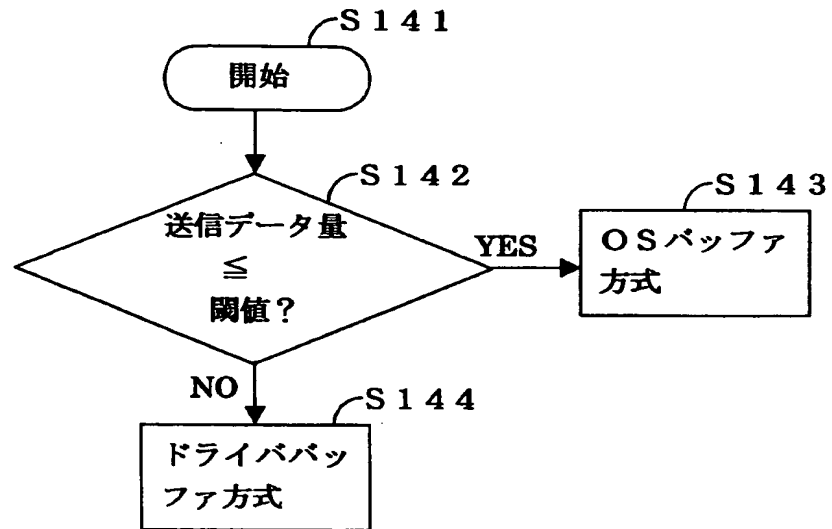 S141
開始
S142
送信データ量
≦
閾値?
YES
S143
OSバッファ
方式
NO
S144
ドライババッ
ファ方式